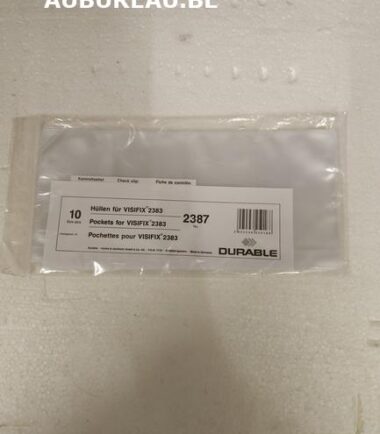 AUBUREAU.BE
Kontrollzettel Check slip Fiche de contrôle
10
Hüllen für VISIFIX® 2383
Pockets for VISIFIX® 2383
Pochettes pour VISIFIX® 2383
2387
DURABLE